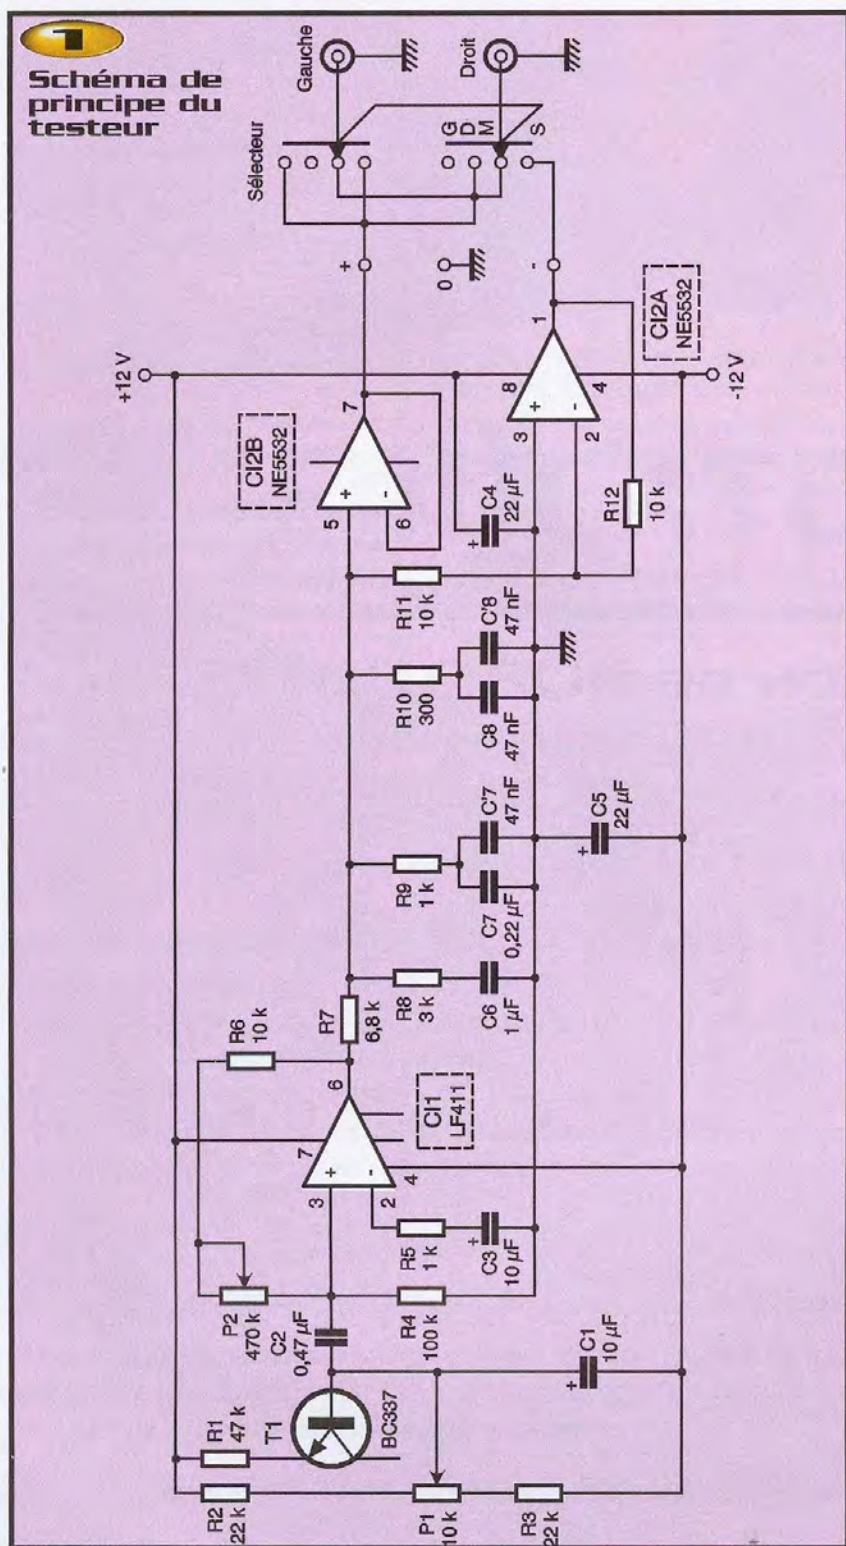 1
Schéma de
principe du
testeur
Gauche
Droit
Sélecteur
G
D
M
S
+
0
-
+12 V
-12 V
CI2B
NE5532
5
+
6
-
7
CI2A
NE5532
8
3
+
2
-
1
4
R12
10 k
C4
22 µF
+
R11
10 k
R10
300
C8
47 nF
C'8
47 nF
R9
1 k
C7
0,22 µF
C'7
47 nF
C5
22 µF
+
R8
3 k
C6
1 µF
R7
6,8 k
R6
10 k
CI1
LF411
6
7
3
+
2
-
4
R5
1 k
C3
10 µF
+
P2
470 k
C2
0,47 µF
R4
100 k
C1
10 µF
+
R1
47 k
T1
BC337
R2
22 k
P1
10 k
R3
22 k